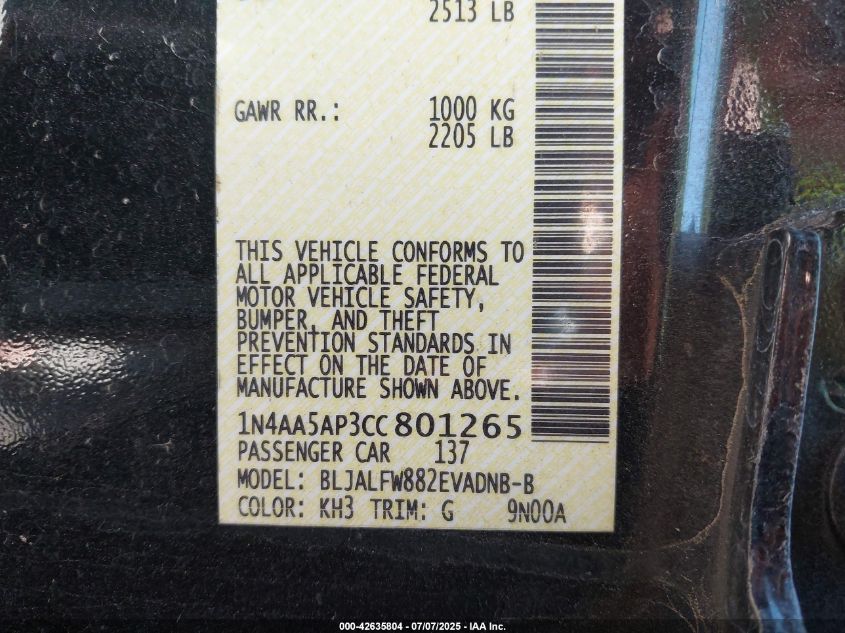 2513 LB
GAWR RR.: 1000 KG
2205 LB
THIS VEHICLE CONFORMS TO
ALL APPLICABLE FEDERAL
MOTOR VEHICLE SAFETY,
BUMPER, AND THEFT
PREVENTION STANDARDS IN
EFFECT ON THE DATE OF
MANUFACTURE SHOWN ABOVE.
1N4AA5AP3CC801265
PASSENGER CAR 137
MODEL: BLJALFW882EVADNB-B
COLOR: KH3 TRIM: G 9N00A
000-42635804 - 07/07/2025 - IAA Inc.